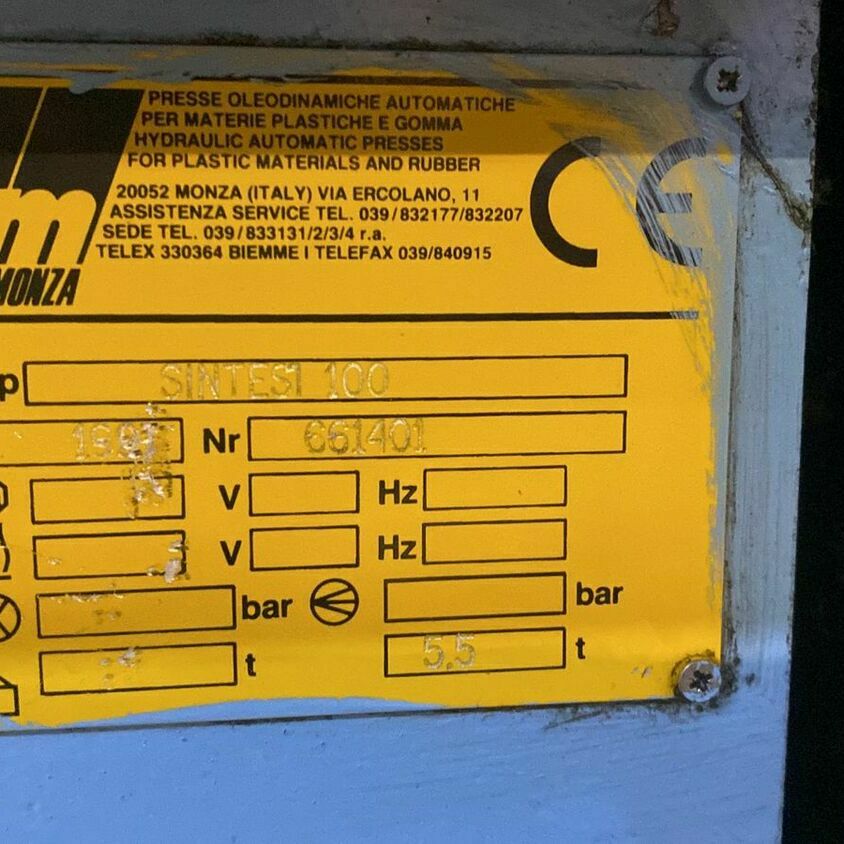 PRESSE OLEODINAMICHE AUTOMATICHE
PER MATERIE PLASTICHE E GOMMA
HYDRAULIC AUTOMATIC PRESSES
FOR PLASTIC MATERIALS AND RUBBER
20052 MONZA (ITALY) VIA ERCOLANO, 11
ASSISTENZA SERVICE TEL. 039/832177/832207
SEDE TEL. 039/833131/2/3/4 r.a.
TELEX 330364 BIEMME I TELEFAX 039/840915
CE
m
MONZA
p SINTESI 100
Nr 661401
V Hz
V Hz
bar bar
t 5.5 t